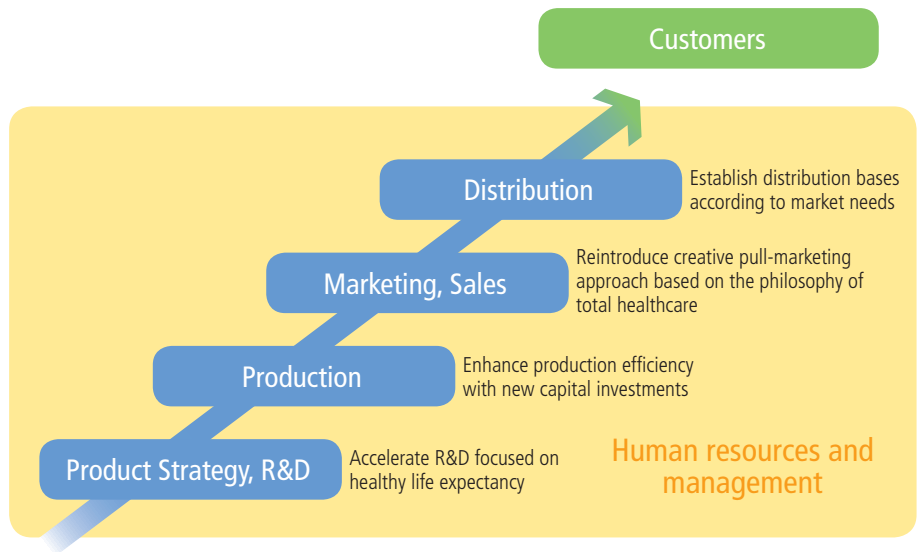 Customers
Distribution
Establish distribution bases
according to market needs
Marketing, Sales
Reintroduce creative pull-marketing
approach based on the philosophy of
total healthcare
Production
Enhance production efficiency
with new capital investments
Product Strategy, R&D
Accelerate R&D focused on
healthy life expectancy
Human resources and
management